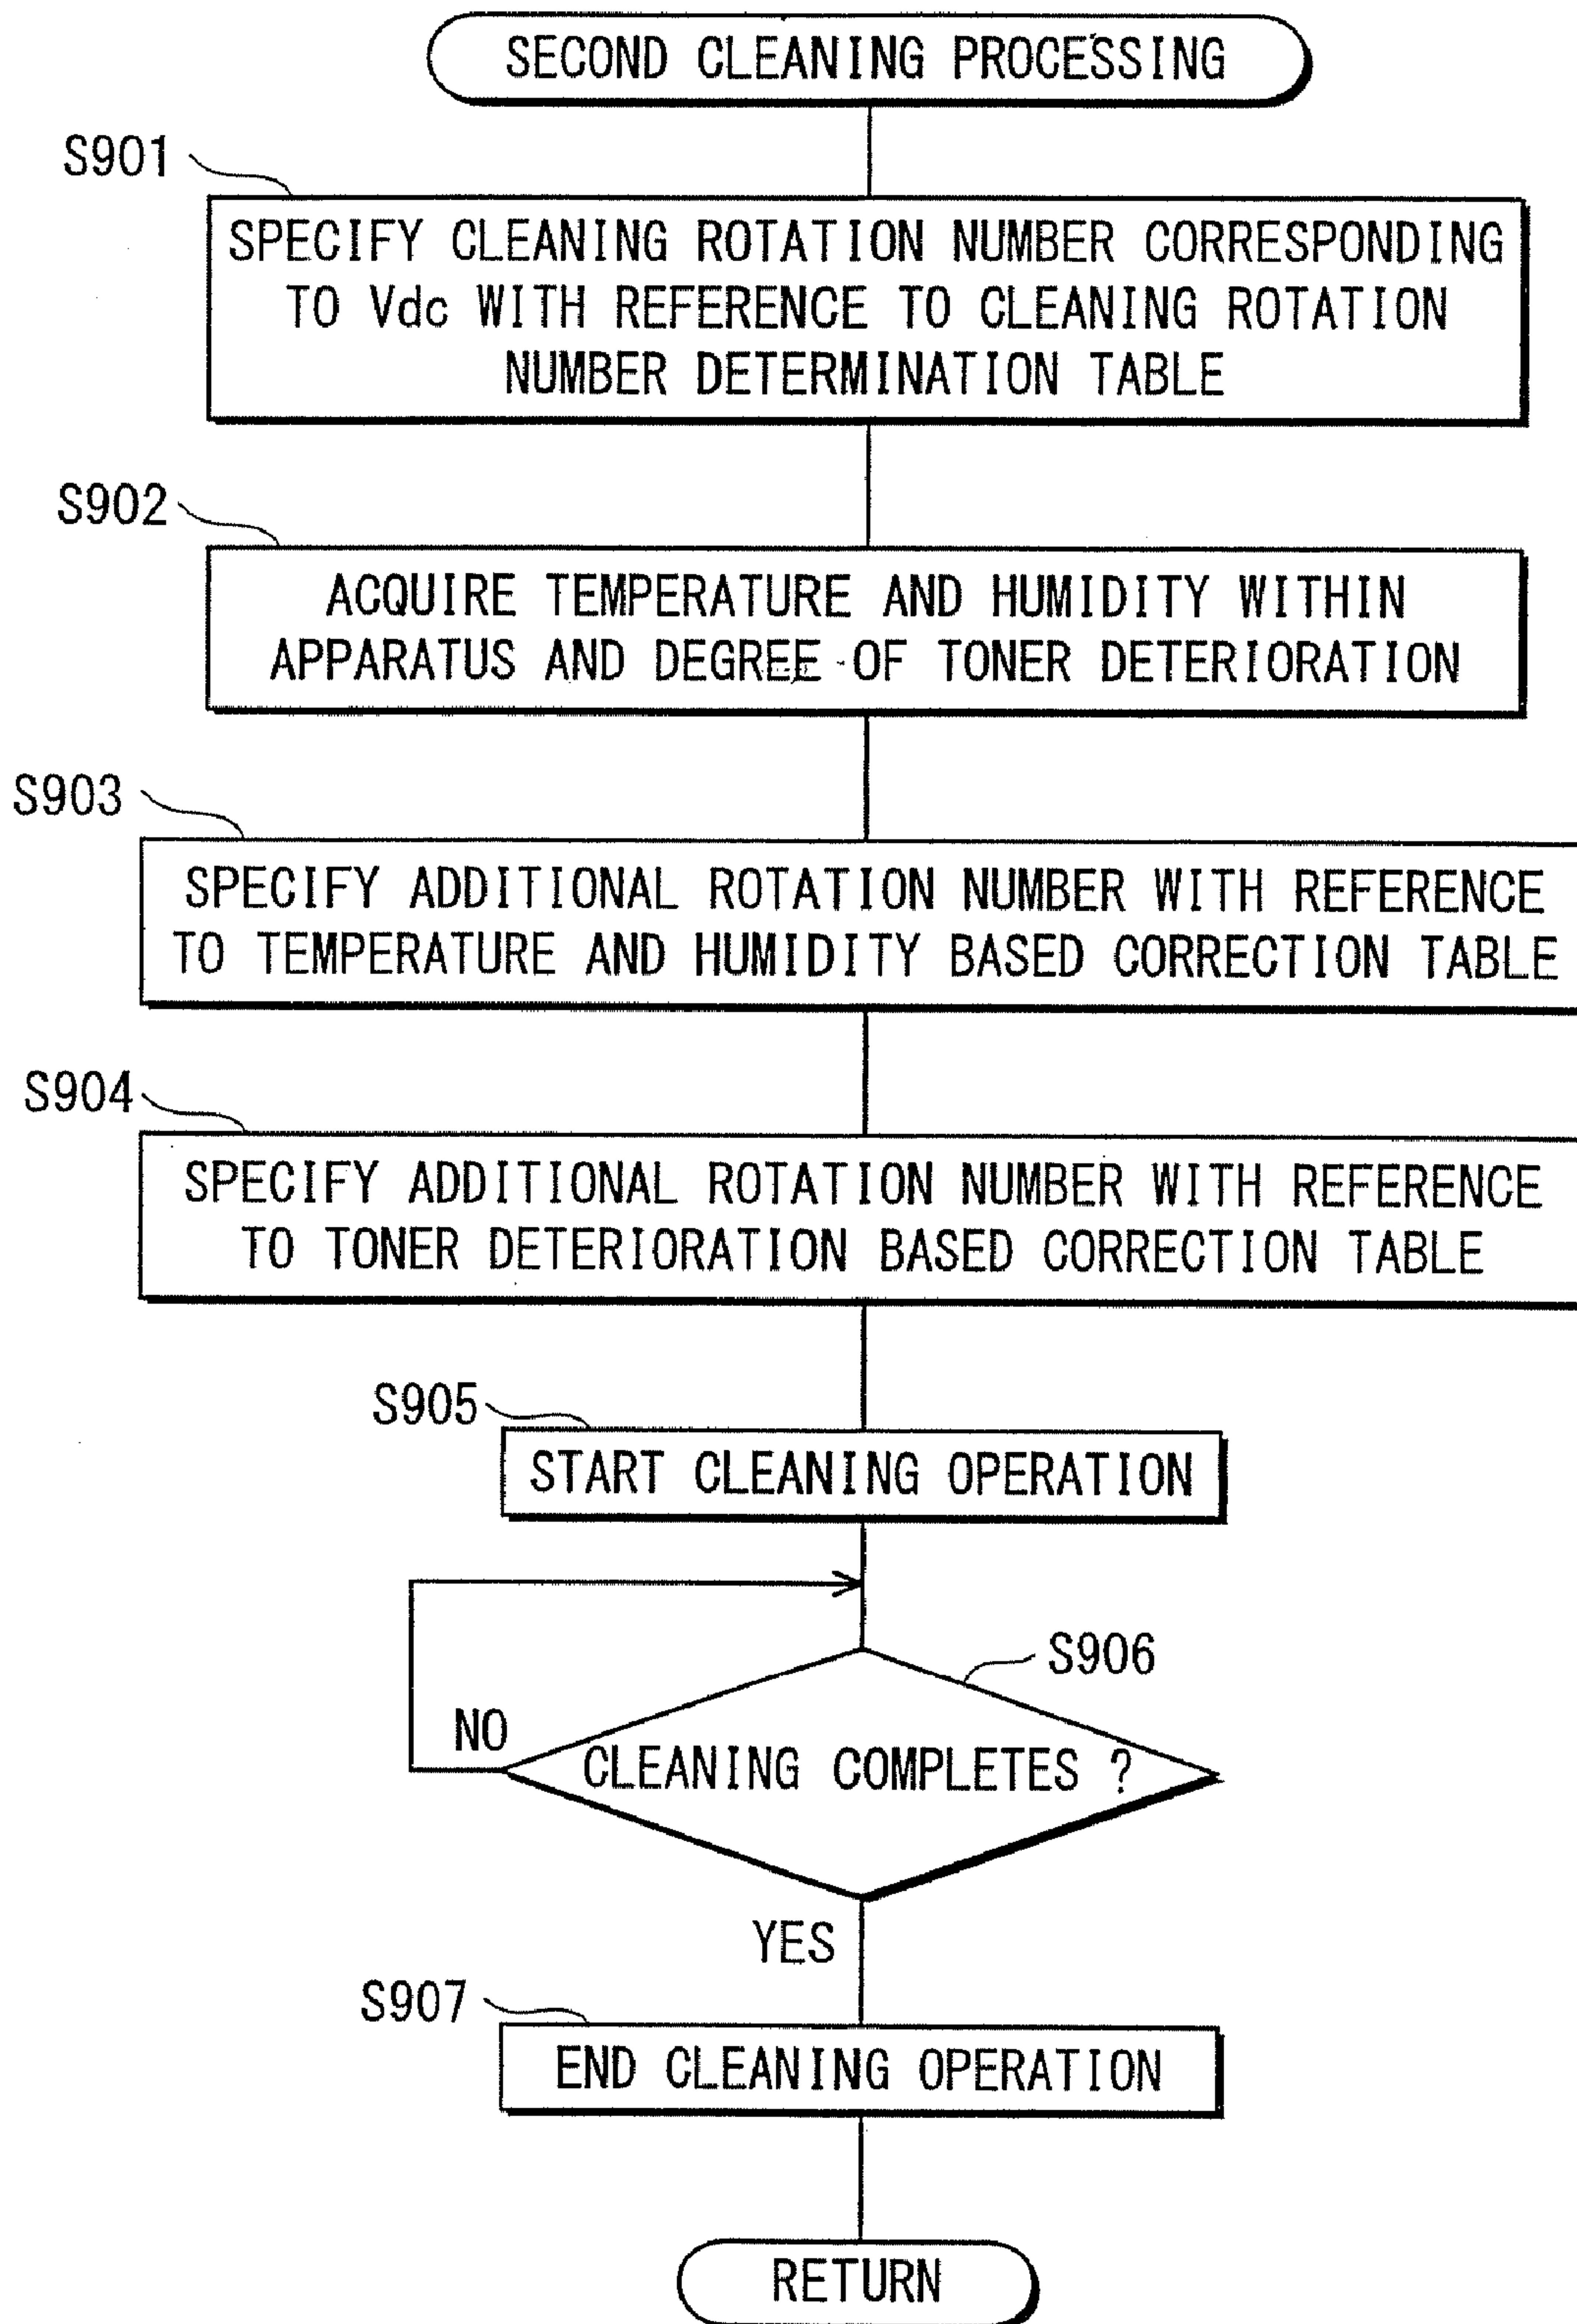 SECOND CLEANING PROCESSING
S901
SPECIFY CLEANING ROTATION NUMBER CORRESPONDING
TO Vdc WITH REFERENCE TO CLEANING ROTATION
NUMBER DETERMINATION TABLE
S902
ACQUIRE TEMPERATURE AND HUMIDITY WITHIN
APPARATUS AND DEGREE OF TONER DETERIORATION
S903
SPECIFY ADDITIONAL ROTATION NUMBER WITH REFERENCE
TO TEMPERATURE AND HUMIDITY BASED CORRECTION TABLE
S904
SPECIFY ADDITIONAL ROTATION NUMBER WITH REFERENCE
TO TONER DETERIORATION BASED CORRECTION TABLE
S905
START CLEANING OPERATION
S906
NO
CLEANING COMPLETES ?
YES
S907
END CLEANING OPERATION
RETURN